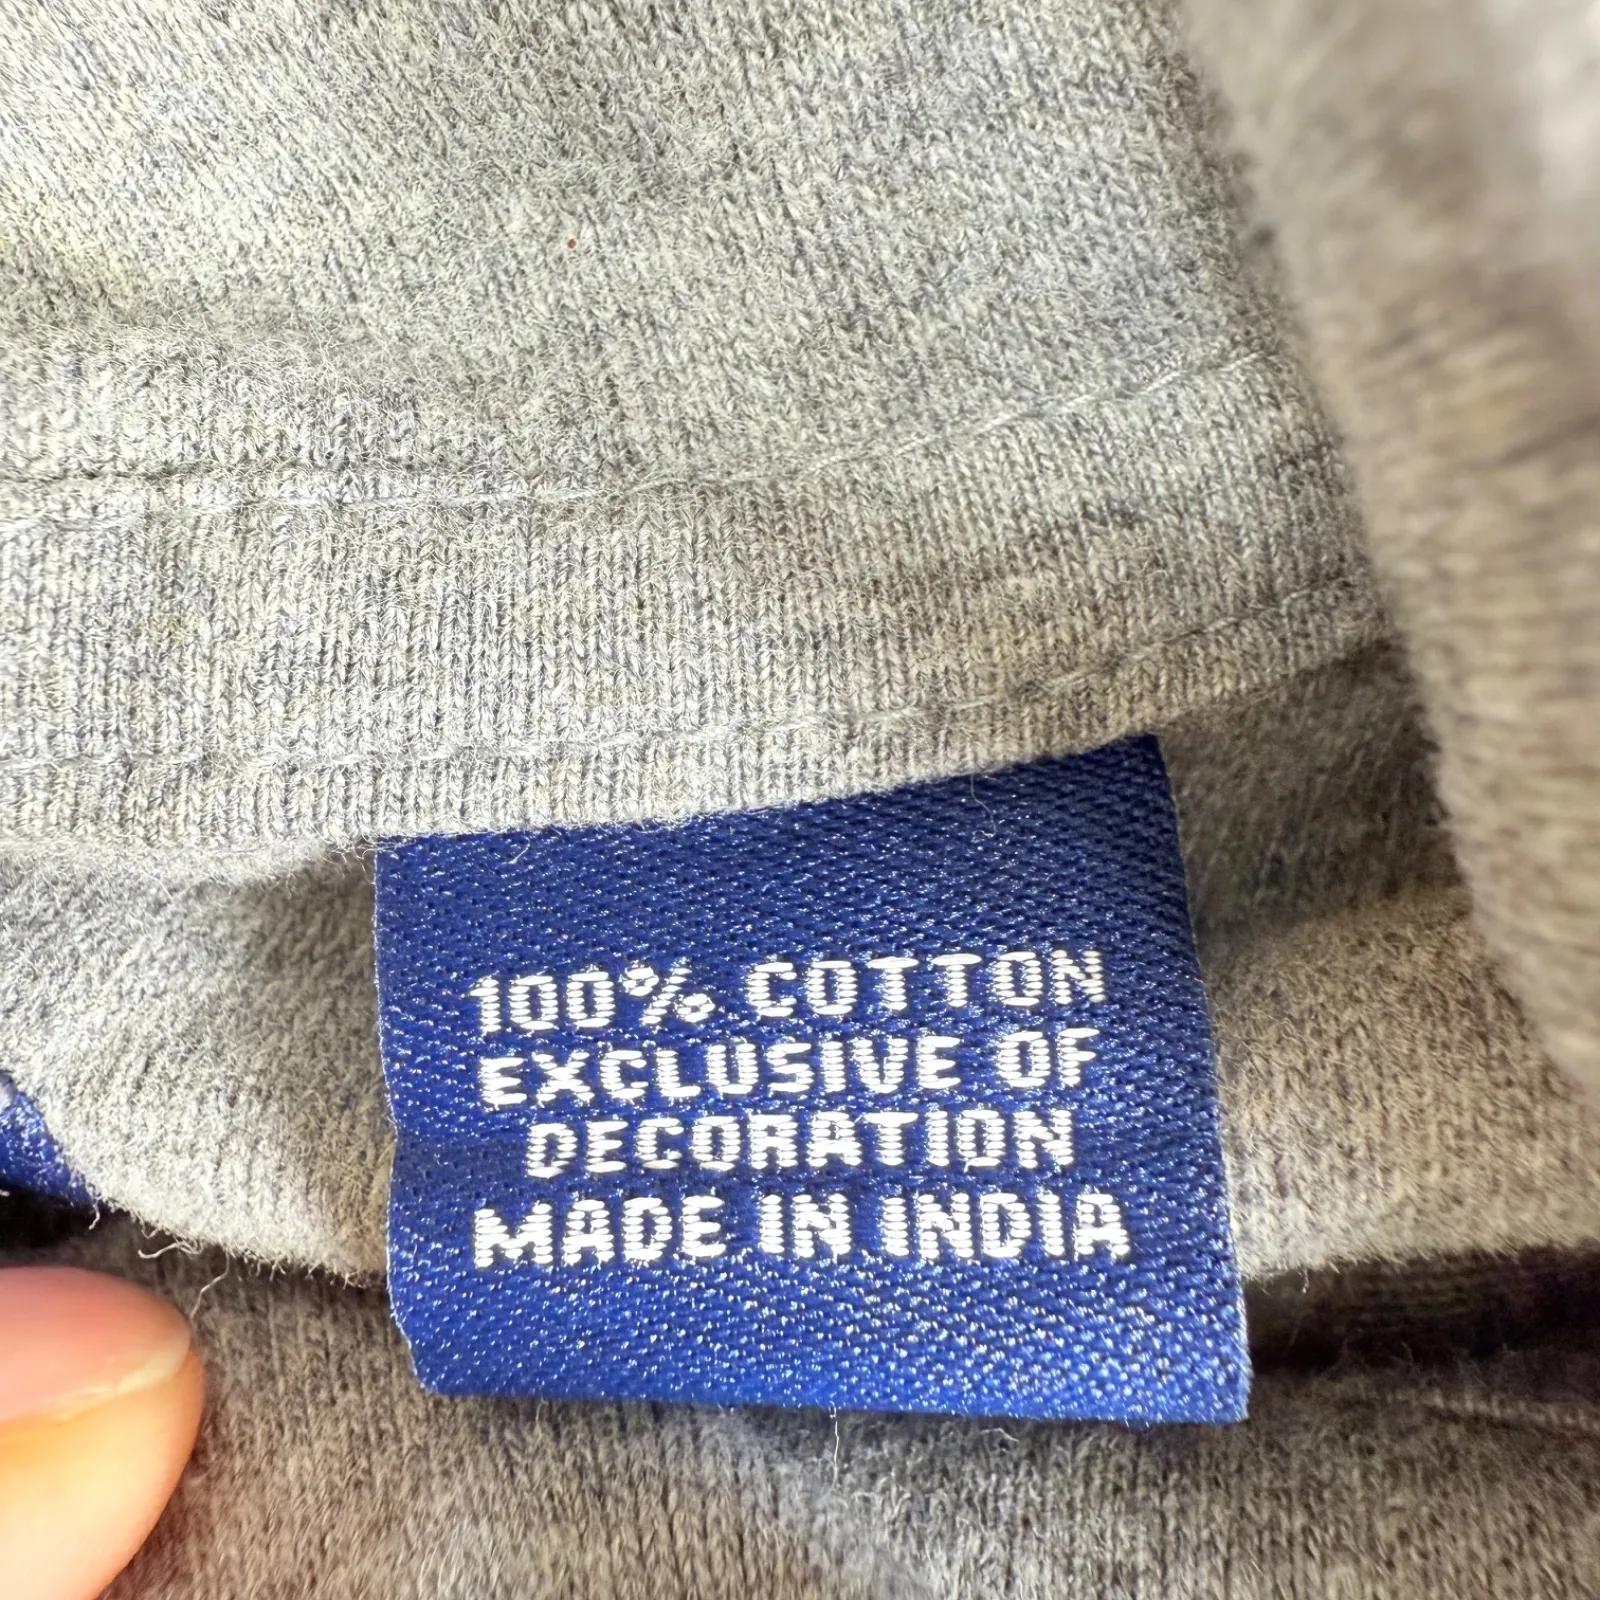 100% COTTON
EXCLUSIVE OF
DECORATION
MADE IN INDIA